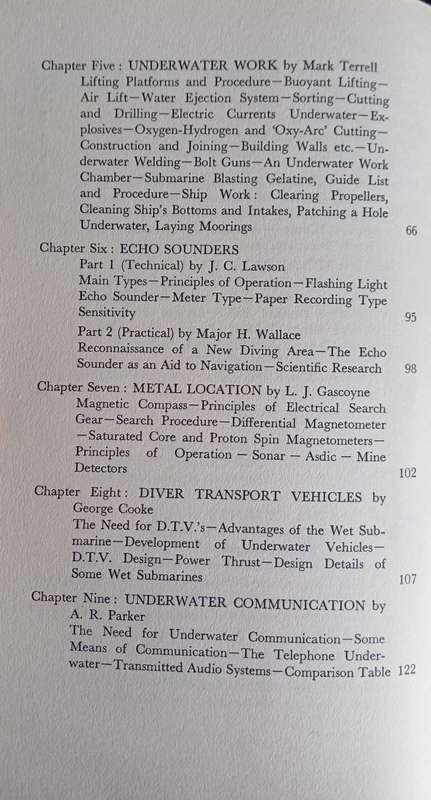 Chapter Five : UNDERWATER WORK by Mark Terrell
Lifting Platforms and Procedure—Buoyant Lifting—
Air Lift—Water Ejection System—Sorting—Cutting
and Drilling—Electric Currents Underwater—Ex-
plosives—Oxygen-Hydrogen and ‘Oxy-Arc’ Cutting—
Construction and Joining—Building Walls etc.—Un-
derwater Welding—Bolt Guns—An Underwater Work
Chamber—Submarine Blasting Gelatine, Guide List
and Procedure—Ship Work : Clearing Propellers,
Cleaning Ship's Bottoms and Intakes, Patching a Hole
Underwater, Laying Moorings 66
Chapter Six : ECHO SOUNDERS
Part 1 (Technical) by J. C. Lawson
Main Types—Principles of Operation—Flashing Light
Echo Sounder—Meter Type—Paper Recording Type
Sensitivity 95
Part 2 (Practical) by Major H. Wallace
Reconnaissance of a New Diving Area—The Echo
Sounder as an Aid to Navigation—Scientific Research 98
Chapter Seven : METAL LOCATION by L. J. Gascoyne
Magnetic Compass—Principles of Electrical Search
Gear—Search Procedure—Differential Magnetometer
—Saturated Core and Proton Spin Magnetometers—
Principles of Operation — Sonar — Asdic — Mine
Detectors 102
Chapter Eight : DIVER TRANSPORT VEHICLES by
George Cooke
The Need for D.T.V.'s—Advantages of the Wet Sub-
marine—Development of Underwater Vehicles—
D.T.V. Design—Power Thrust—Design Details of
Some Wet Submarines 107
Chapter Nine : UNDERWATER COMMUNICATION by
A. R. Parker
The Need for Underwater Communication—Some
Means of Communication—The Telephone Under-
water—Transmitted Audio Systems—Comparison Table 122